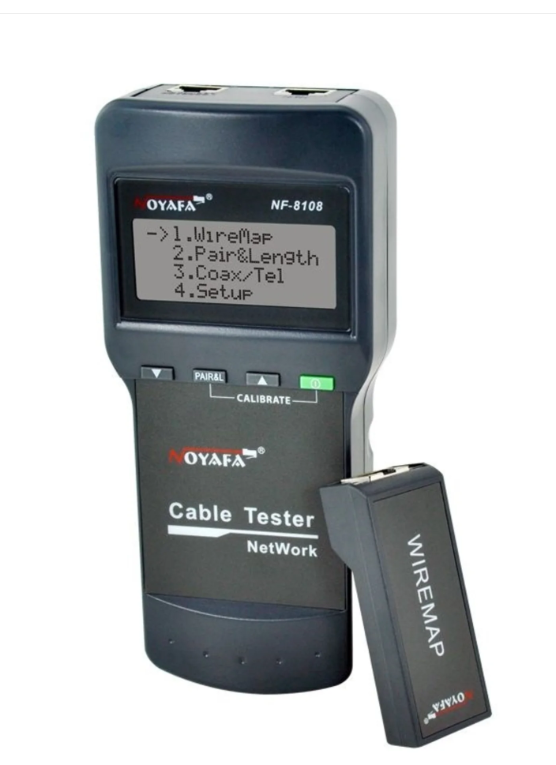 NOYAFA®
NF-8108
->1.WireMap
2.Pair&Length
3.Coax/Tel
4.Setup
PAIR&L
CALIBRATE
NOYAFA®
Cable Tester
NetWork
WIREMAP
NOYAFA®